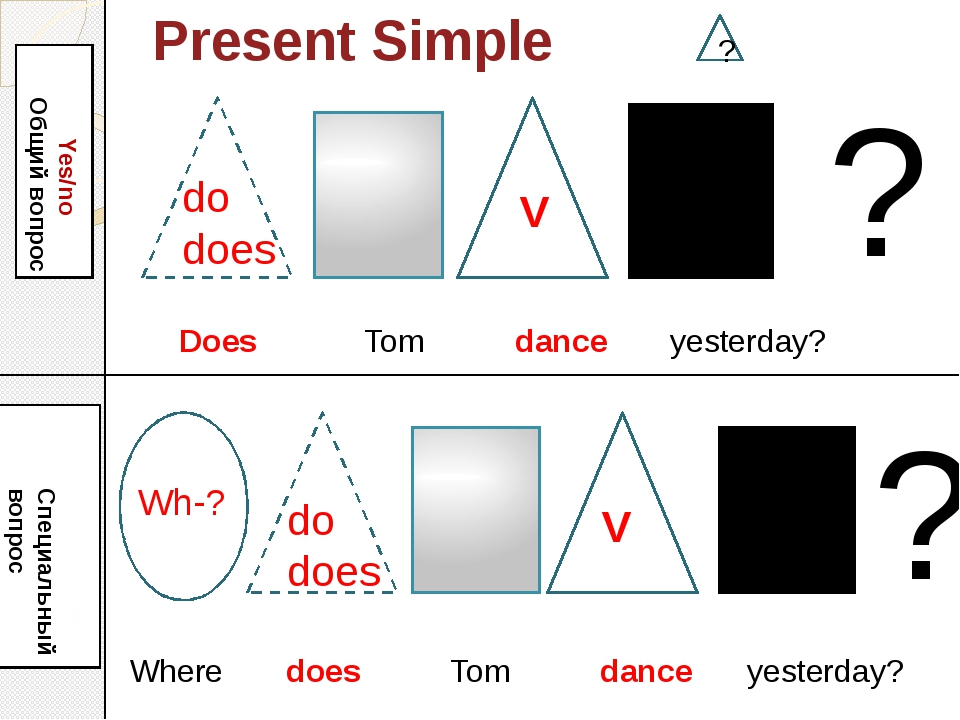 Present Simple
?
Yes/no
Общий вопрос
do
does
V
?
Does Tom dance yesterday?
Специальный
вопрос
Wh-?
do
does
V
?
Where does Tom dance yesterday?